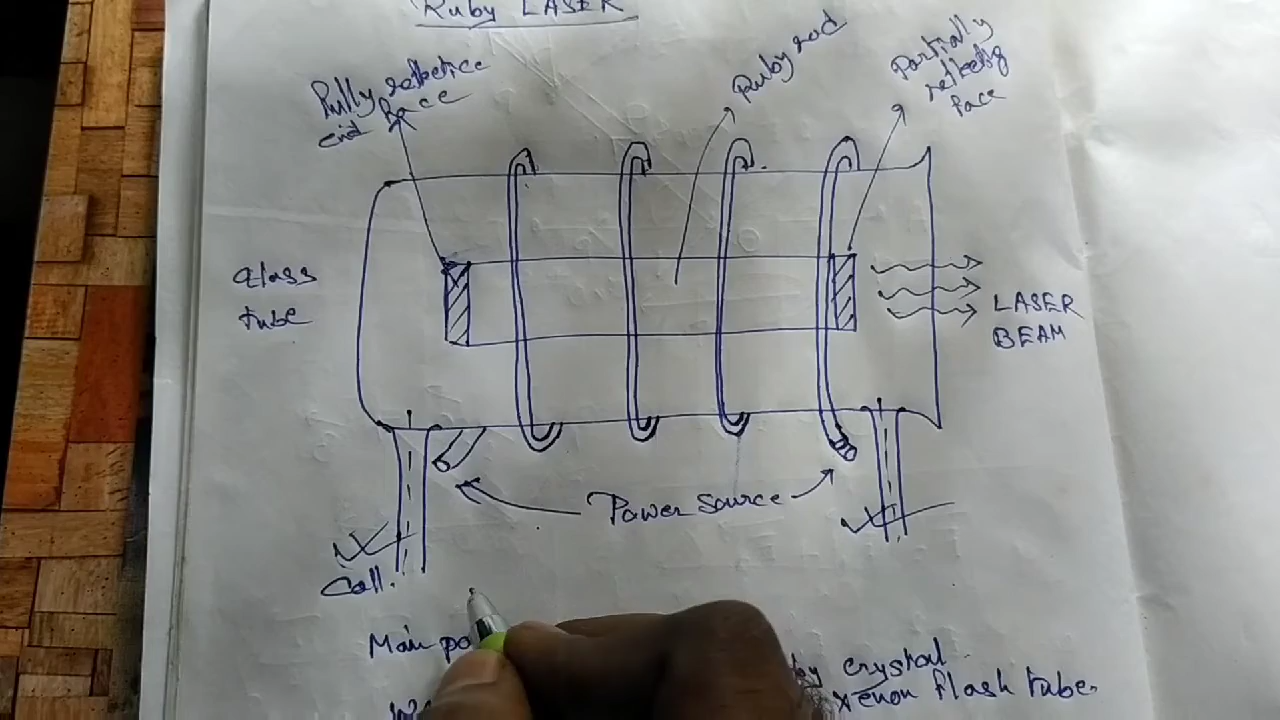 Ruby LASER
Fully reflective
end face
Ruby rod
Partially
reflecting
face
Glass
tube
LASER
BEAM
Power source
Main
crystal
xenon flash tube